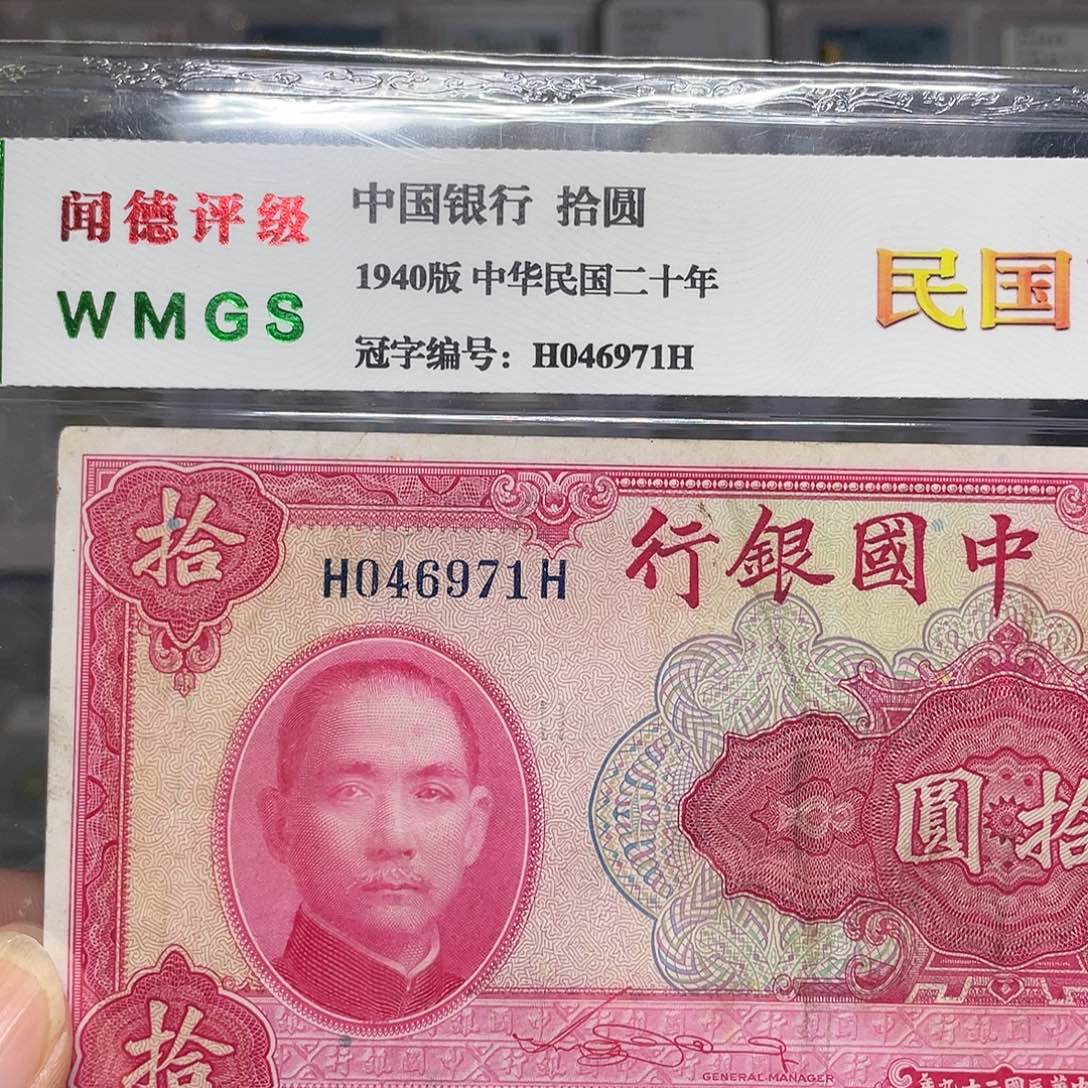 闻德评级
WMGS
中国银行 拾圆
1940版 中华民国二十年
冠字编号：H046971H
民国
拾
H046971H
行銀國中
圓拾
拾
GENERAL MANAGER